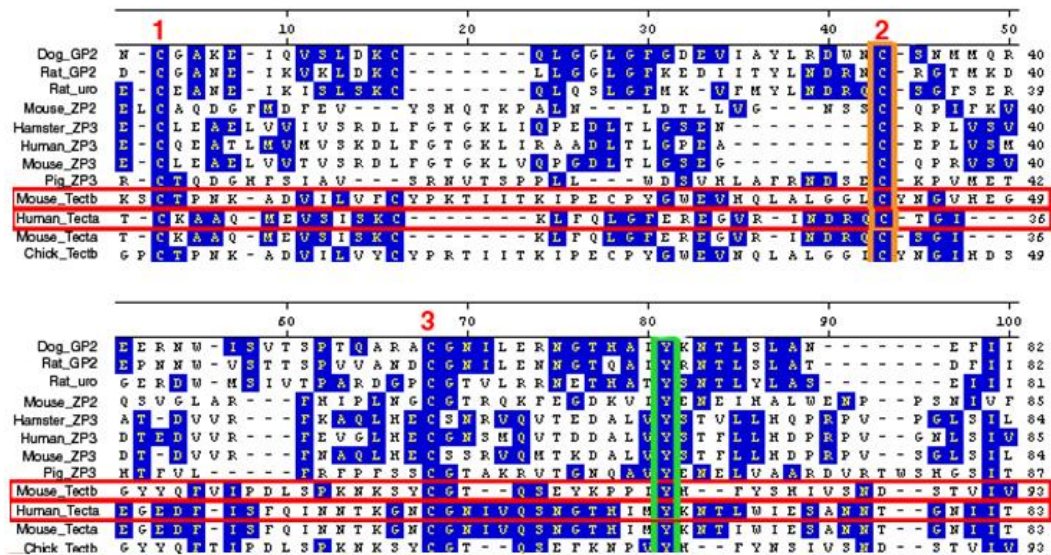 1 2
10 20 30 40 50
Dog_GP2 N - C G A K E - I Q V S L D K C - - - - - - - Q L G G L G F G D E V I A Y L R D W N C - S N M M Q R 40
Rat_GP2 D - C G A N E - I K V K L D K C - - - - - - - L L G G L G F K E D I I T Y L N D R N C - R G T M K D 40
Rat_uro E - C E A N E - I K I S L S K C - - - - - - - Q L Q S L G F M K - V F M Y L N D R Q C - S G F S E R 39
Mouse_ZP2 E L C A Q D G F M D F E V - - - Y S H Q T K P A L N - - - L D T L L V G - - - N S S C - Q P I F K V 40
Hamster_ZP3 E - C L E A E L V V I V S R D L F G T G K L I Q P E D L T L G S E N - - - - - - - - C - R P L V S V 40
Human_ZP3 E - C Q E A T L M V M V S K D L F G T G K L I R A A D L T L G P E A - - - - - - - - C - E P L V S M 40
Mouse_ZP3 E - C L E A E L V V T V S R D L F G T G K L V Q P G D L T L G S E G - - - - - - - - C - Q P R V S V 40
Pig_ZP3 R - C T Q D G H F S I A V - - - S R N V T S P P L L - - - W D S V H L A F R N D S E C - K P V M E T 42
Mouse_Tectb K S C T P N K - A D V I L V F C Y P K T I I T K I P E C P Y G W E V H Q L A L G G L C Y N G V H E G 49
Human_Tecta T - C K A A Q - M E V S I S K C - - - - - - - K L F Q L G F E R E G V R - I N D R Q C - T G I - - - 36
Mouse_Tecta T - C K A A Q - M E V S I S K C - - - - - - - K L F Q L G F E R E G V R - I N D R Q C - S G I - - - 36
Chick_Tectb G P C T P N K - A D V I L V Y C Y P R T I I T K I P E C P Y G W E V N Q L A L G G I C Y N G I H D S 49
3
60 70 80 90 100
Dog_GP2 E E R N W - I S V T S P T Q A R A C G N I L E R N G T H A I Y K N T L S L A N - - - - - - E F I I 82
Rat_GP2 E P N N W - V S T T S P V V A N D C G N I L E N N G T Q A I Y R N T L S L A T - - - - - - D F I I 82
Rat_uro G E R D W - M S I V T P A R D G P C G T V L R R N E T H A T Y S N T L Y L A S - - - - - - E I I I 81
Mouse_ZP2 Q S V G L A R - - - F H I P L N G C G T R Q K F E G D K V I Y E N E I H A L W E N P - - P S N I V F 85
Hamster_ZP3 A T - D V V R - - - F K A Q L H E C S N R V Q V T E D A L V Y S T V L L H Q P R P V - - P G L S I L 84
Human_ZP3 D T E D V V R - - - F E V G L H E C G N S M Q V T D D A L V Y S T F L L H D P R P V - - G N L S I V 85
Mouse_ZP3 D T - D V V R - - - F N A Q L H E C S S R V Q M T K D A L V Y S T F L L H D P R P V - - S G L S I L 84
Pig_ZP3 H T F V L - - - - - F R F P F S S C G T A K R V T G N Q A V Y E N E L V A A R D V R T W S H G S I T 87
Mouse_Tectb G Y Y Q F V I P D L S P K N K S Y C G T - - Q S E Y K P P I Y H - - F Y S H I V S N D - - S T V I V 93
Human_Tecta E G E D F - I S F Q I N N T K G N C G N I V Q S N G T H I M Y K N T L W I E S A N N T - - G N I I T 83
Mouse_Tecta E G E D F - I S F Q I N N T K G N C G N I V Q S N G T H I M Y K N T I W I E S A N N T - - G N I I T 83
Chick_Tectb G Y Y Q F T I P D L S P K N K S Y C G T - - Q S E F K N P V Y H - - F Y N S I V S N D - - S T V I